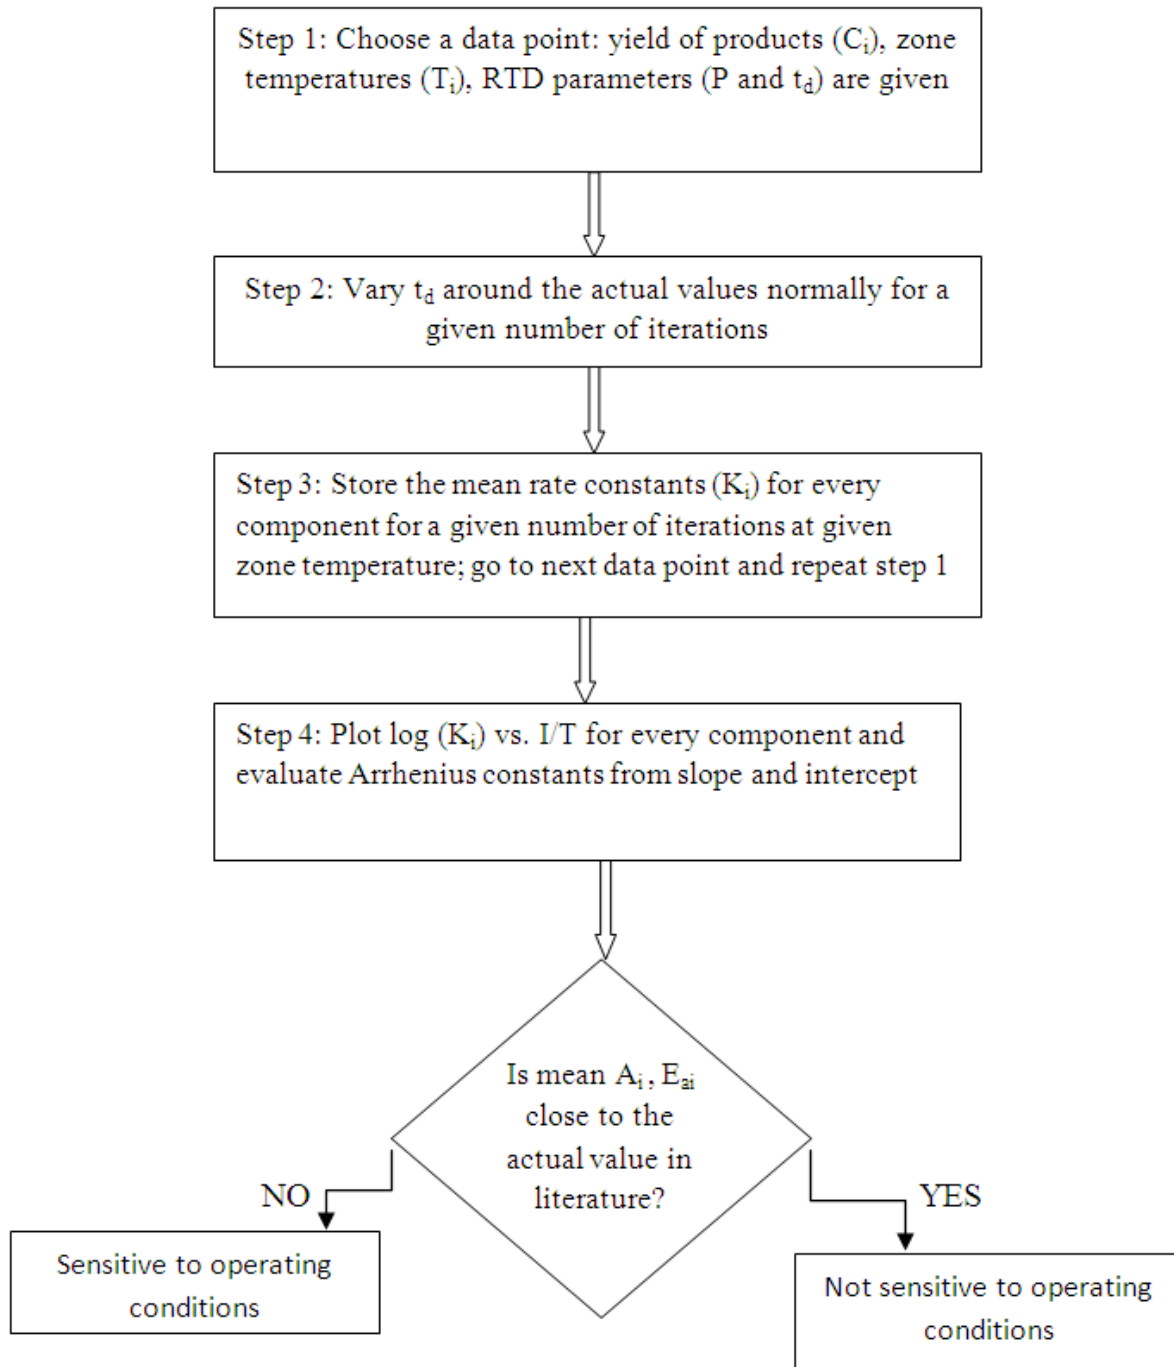 Step 1: Choose a data point: yield of products (Cᵢ), zone
temperatures (Tᵢ), RTD parameters (P and t_d) are given
Step 2: Vary t_d around the actual values normally for a
given number of iterations
Step 3: Store the mean rate constants (Kᵢ) for every
component for a given number of iterations at given
zone temperature; go to next data point and repeat step 1
Step 4: Plot log (Kᵢ) vs. I/T for every component and
evaluate Arrhenius constants from slope and intercept
Is mean Aᵢ, E_ai
close to the
actual value in
literature?
NO
YES
Sensitive to operating
conditions
Not sensitive to operating
conditions